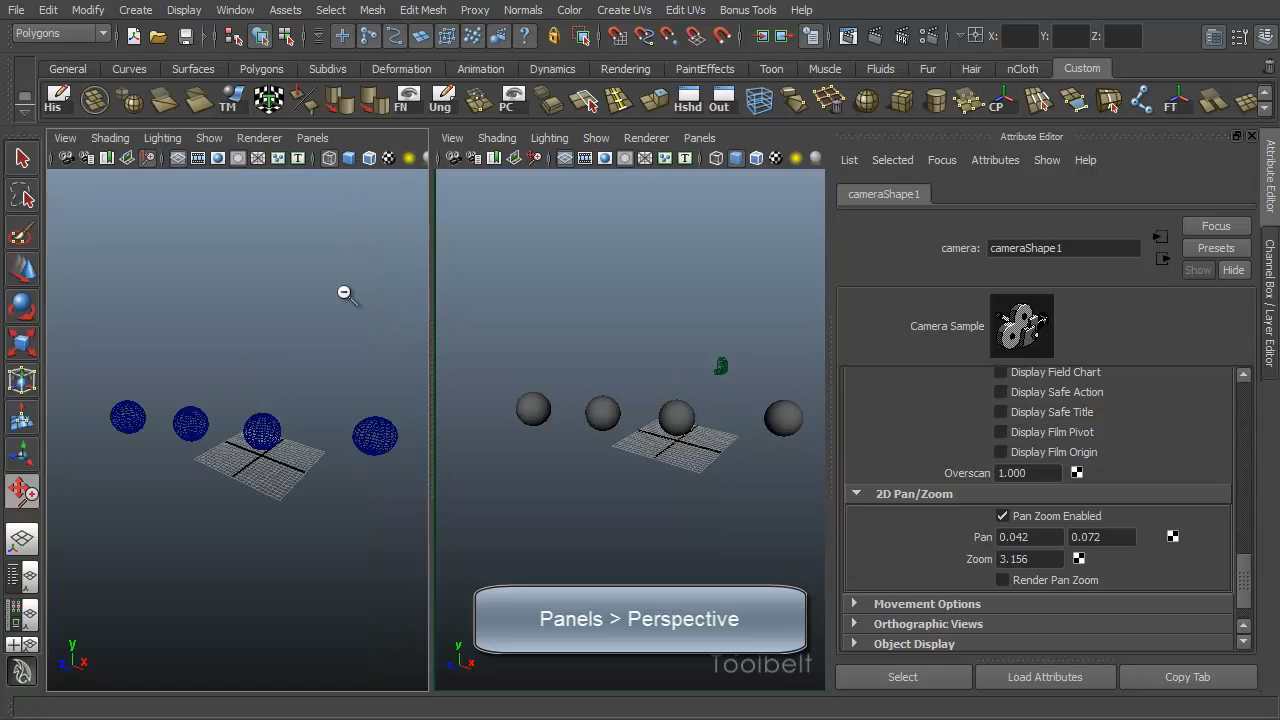 File Edit Modify Create Display Window Assets Select Mesh Edit Mesh Proxy Normals Color Create UVs Edit UVs Bonus Tools Help
Polygons X: Y: Z:
General Curves Surfaces Polygons Subdivs Deformation Animation Dynamics Rendering PaintEffects Toon Muscle Fluids Fur Hair nCloth Custom
His TM FN Ung PC Hshd Out CP FT
View Shading Lighting Show Renderer Panels
View Shading Lighting Show Renderer Panels
Attribute Editor
List Selected Focus Attributes Show Help
cameraShape1
camera: cameraShape1
Focus
Presets
Show Hide
Camera Sample
Display Field Chart
Display Safe Action
Display Safe Title
Display Film Pivot
Display Film Origin
Overscan 1.000
2D Pan/Zoom
Pan Zoom Enabled
Pan 0.042 0.072
Zoom 3.156
Render Pan Zoom
Movement Options
Orthographic Views
Object Display
Select Load Attributes Copy Tab
Attribute Editor
Channel Box / Layer Editor
Panels > Perspective
Toolbelt
y
z x
y
z x